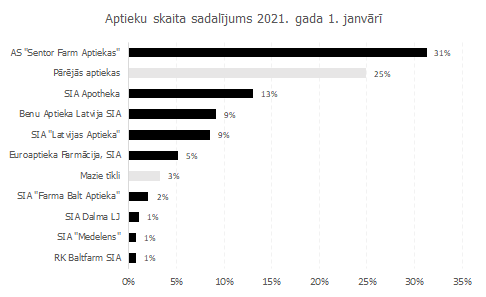 Aptieku skaita sadalījums 2021. gada 1. janvārī
AS "Sentor Farm Aptiekas" 31%
Pārējās aptiekas 25%
SIA Apotheka 13%
Benu Aptieka Latvija SIA 9%
SIA "Latvijas Aptieka" 9%
Euroaptieka Farmācija, SIA 5%
Mazie tīkli 3%
SIA "Farma Balt Aptieka" 2%
SIA Dalma LJ 1%
SIA "Medelens" 1%
RK Baltfarm SIA 1%
0% 5% 10% 15% 20% 25% 30% 35%